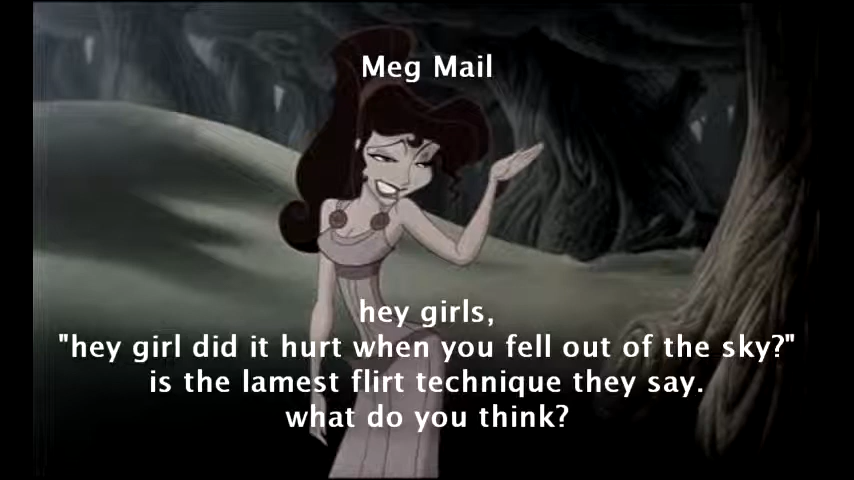 Meg Mail
hey girls,
"hey girl did it hurt when you fell out of the sky?"
is the lamest flirt technique they say.
what do you think?